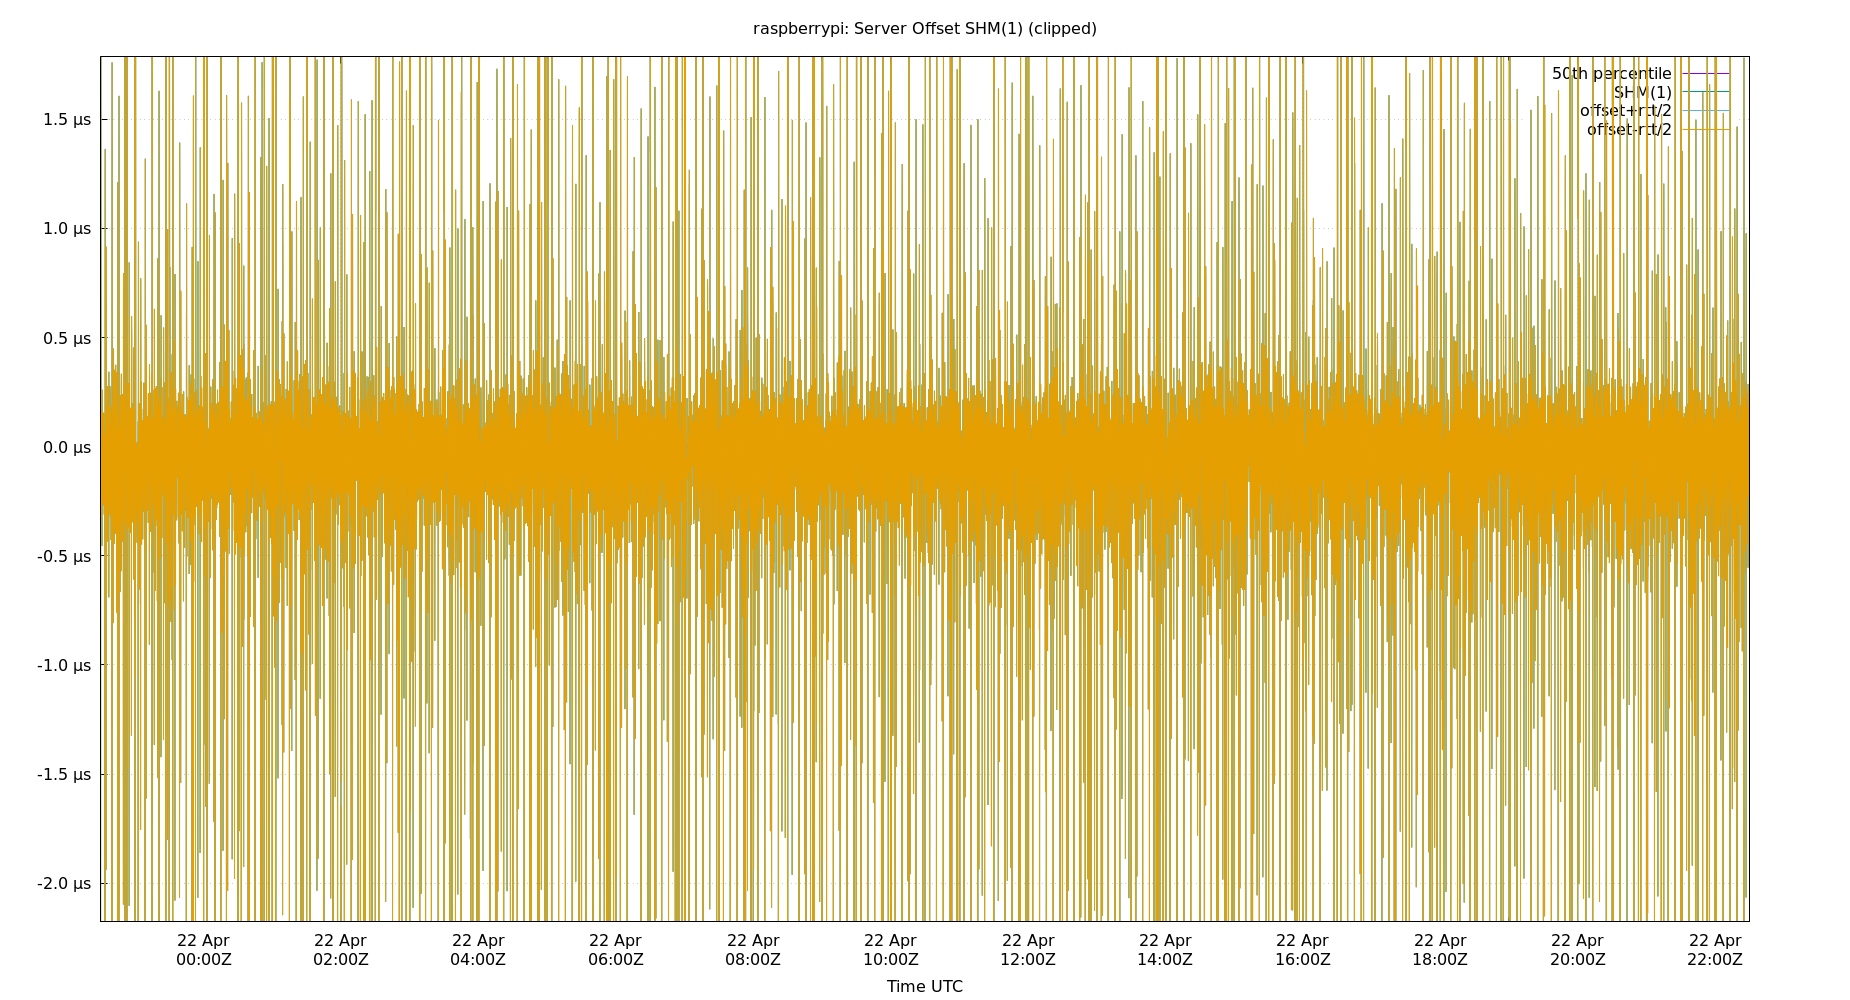 raspberrypi: Server Offset SHM(1) (clipped)
50th percentile
SHM(1)
offset+rtt/2
offset-rtt/2
1.5 µs
1.0 µs
0.5 µs
0.0 µs
-0.5 µs
-1.0 µs
-1.5 µs
-2.0 µs
22 Apr 22 Apr 22 Apr 22 Apr 22 Apr 22 Apr 22 Apr 22 Apr 22 Apr 22 Apr 22 Apr 22 Apr
00:00Z 02:00Z 04:00Z 06:00Z 08:00Z 10:00Z 12:00Z 14:00Z 16:00Z 18:00Z 20:00Z 22:00Z
Time UTC